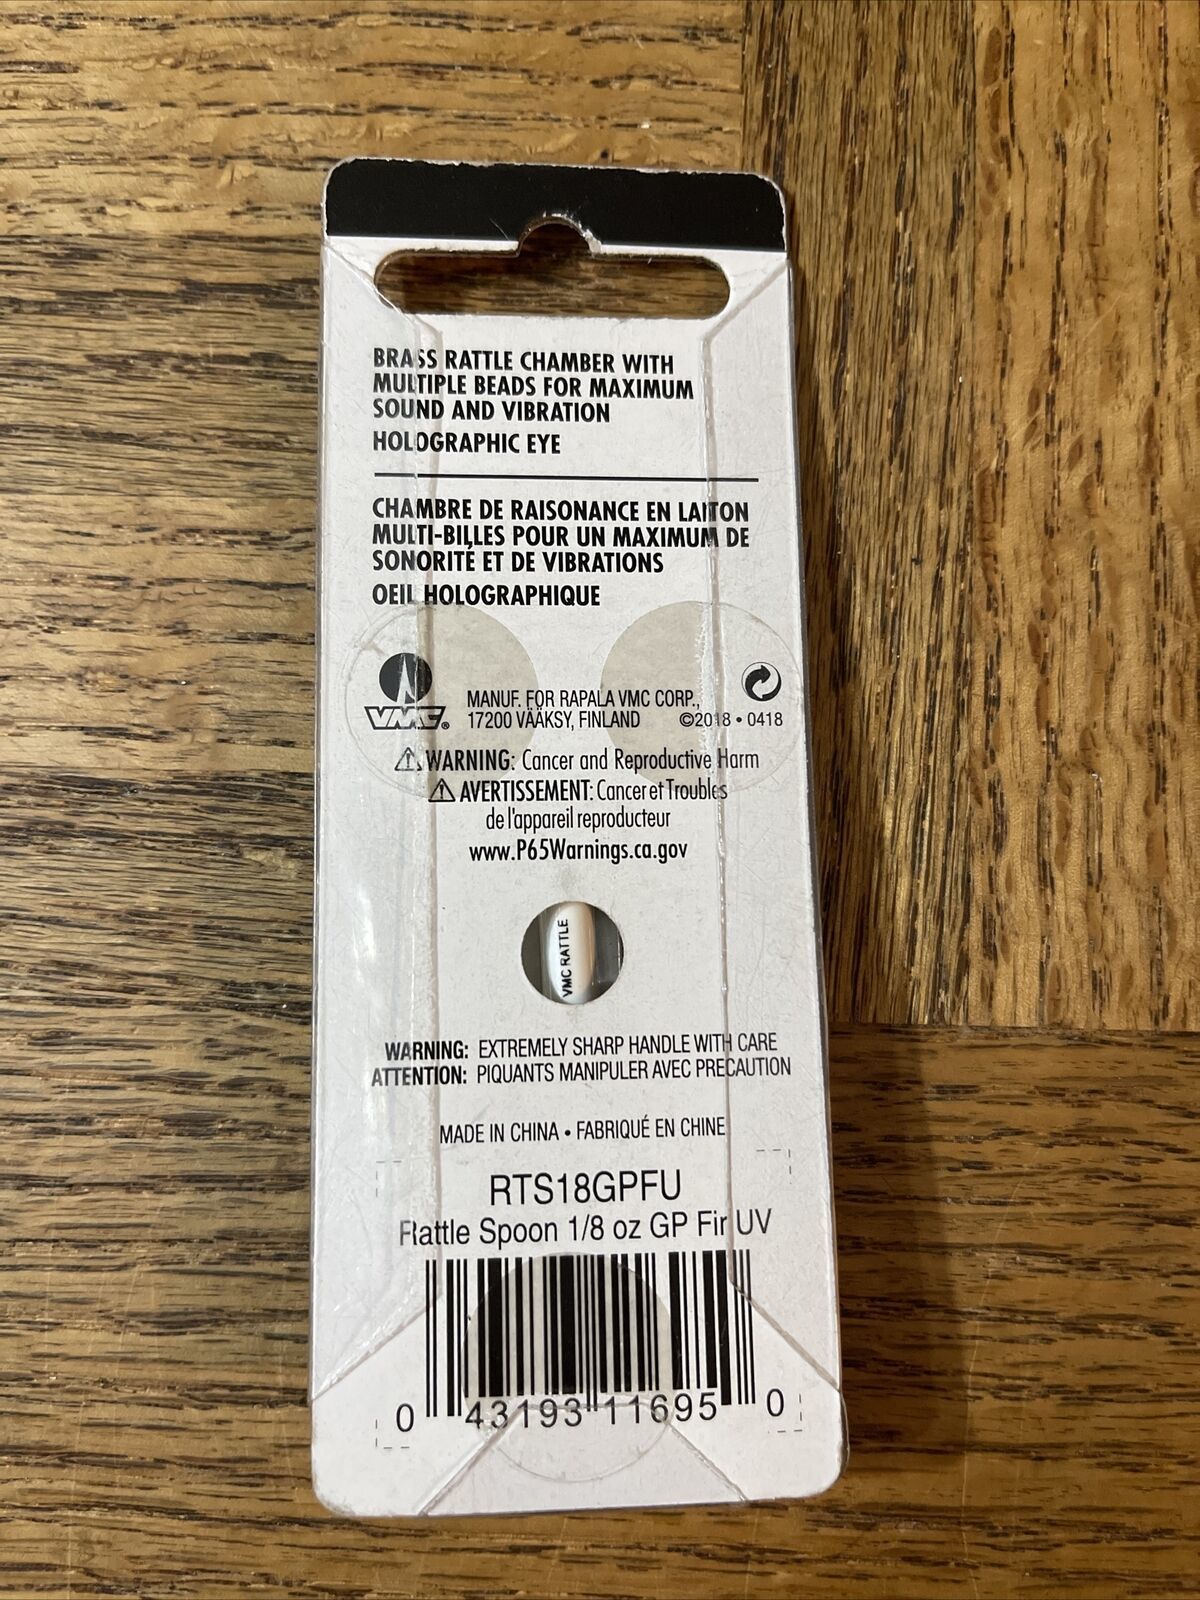 BRASS RATTLE CHAMBER WITH
MULTIPLE BEADS FOR MAXIMUM
SOUND AND VIBRATION
HOLOGRAPHIC EYE
CHAMBRE DE RAISONANCE EN LAITON
MULTI-BILLES POUR UN MAXIMUM DE
SONORITÉ ET DE VIBRATIONS
OEIL HOLOGRAPHIQUE
VMC®
MANUF. FOR RAPALA VMC CORP.,
17200 VÄÄKSY, FINLAND ©2018 • 0418
⚠ WARNING: Cancer and Reproductive Harm
⚠ AVERTISSEMENT: Cancer et Troubles
de l'appareil reproducteur
www.P65Warnings.ca.gov
VMC RATTLE
WARNING: EXTREMELY SHARP HANDLE WITH CARE
ATTENTION: PIQUANTS MANIPULER AVEC PRECAUTION
MADE IN CHINA • FABRIQUÉ EN CHINE
RTS18GPFU
Rattle Spoon 1/8 oz GP Fir UV
0 43193 11695 0